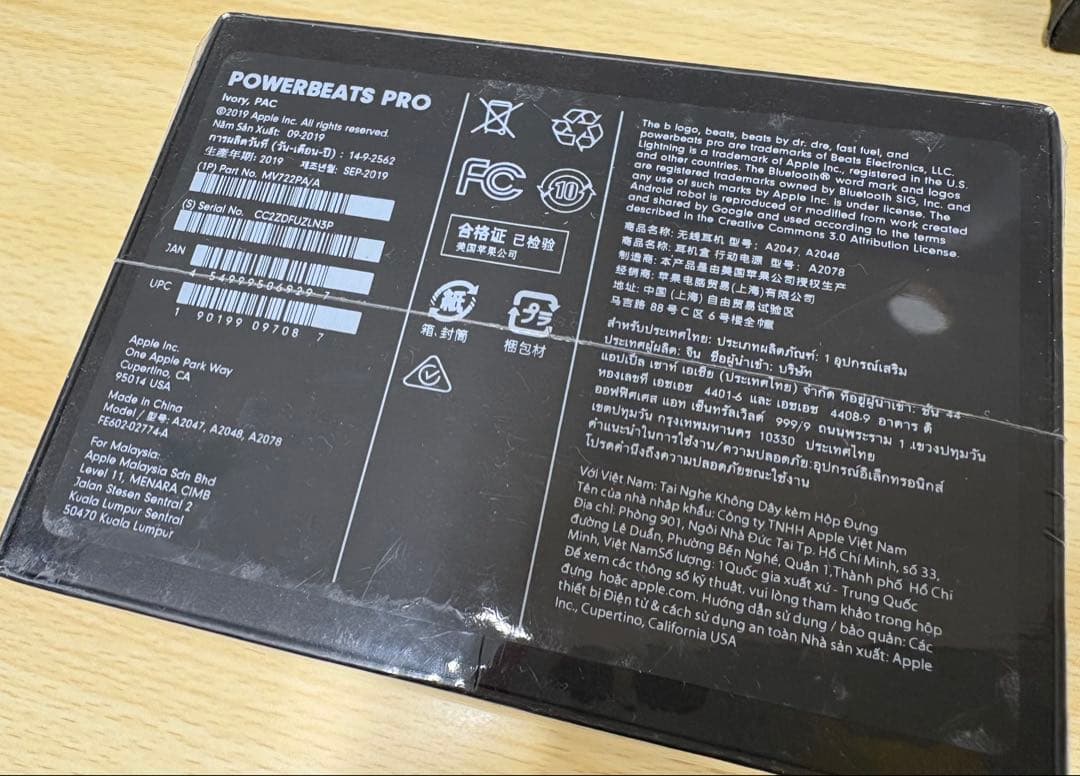 POWERBEATS PRO
Ivory, PAC
©2019 Apple Inc. All rights reserved.
Năm Sản Xuất: 09-2019
การผลิตวันที่ (วัน-เดือน-ปี) : 14-9-2562
生產年期: 2019 제조년월: SEP-2019
(1P) Part No. MV722PA/A
(S) Serial No. CC2ZDFUZLN3P
JAN
4 549995 069297
UPC
1 90199 09708 7
Apple Inc.
One Apple Park Way
Cupertino, CA
95014 USA
Made in China
Model / 型号: A2047, A2048, A2078
FE602-02774-A
For Malaysia:
Apple Malaysia Sdn Bhd
Level 11, MENARA CIMB
Jalan Stesen Sentral 2
Kuala Lumpur Sentral
50470 Kuala Lumpur
FC
10
合格证 已检验
美国苹果公司
紙
箱、封筒
プラ
梱包材
The b logo, beats, beats by dr. dre, fast fuel, and
powerbeats pro are trademarks of Beats Electronics, LLC.
Lightning is a trademark of Apple Inc., registered in the U.S.
and other countries. The Bluetooth® word mark and logos
are registered trademarks owned by Bluetooth SIG, Inc. and
any use of such marks by Apple Inc. is under license. The
Android robot is reproduced or modified from work created
and shared by Google and used according to the terms
described in the Creative Commons 3.0 Attribution License.
商品名称: 无线耳机 型号: A2047, A2048
商品名称: 耳机盒 行动电源 型号: A2078
制造商: 本产品是由美国苹果公司授权生产
经销商: 苹果电脑贸易(上海)有限公司
地址: 中国 (上海) 自由贸易试验区
马吉路 88 号 C 区 6 号楼全幢
สำหรับประเทศไทย: ประเภทผลิตภัณฑ์: 1 อุปกรณ์เสริม
ประเทศผู้ผลิต: จีน ชื่อผู้นำเข้า: บริษัท
แอปเปิ้ล เซาท์ เอเชีย (ประเทศไทย) จำกัด ที่อยู่ผู้นำเข้า: ชั้น 44
ห้องเลขที่ เอชเอช 4401-6 และ เอชเอช 4408-9 อาคาร ดิ
ออฟฟิศเศส แอท เซ็นทรัลเวิลด์ 999/9 ถนนพระราม 1 แขวงปทุมวัน
เขตปทุมวัน กรุงเทพมหานคร 10330 ประเทศไทย
คำแนะนำในการใช้งาน/ความปลอดภัย:อุปกรณ์อิเล็กทรอนิกส์
โปรดคำนึงถึงความปลอดภัยขณะใช้งาน
Với Việt Nam: Tai Nghe Không Dây kèm Hộp Đựng
Tên của nhà nhập khẩu: Công ty TNHH Apple Việt Nam
Địa chỉ: Phòng 901, Ngôi Nhà Đức Tại Tp. Hồ Chí Minh, số 33,
đường Lê Duẩn, Phường Bến Nghé, Quận 1,Thành phố Hồ Chí
Minh, Việt NamSố lượng: 1Quốc gia xuất xứ - Trung Quốc
Để xem các thông số kỹ thuật, vui lòng tham khảo trong hộp
đựng hoặc apple.com. Hướng dẫn sử dụng / bảo quản: Các
thiết bị Điện tử & cách sử dụng an toàn Nhà sản xuất: Apple
Inc., Cupertino, California USA